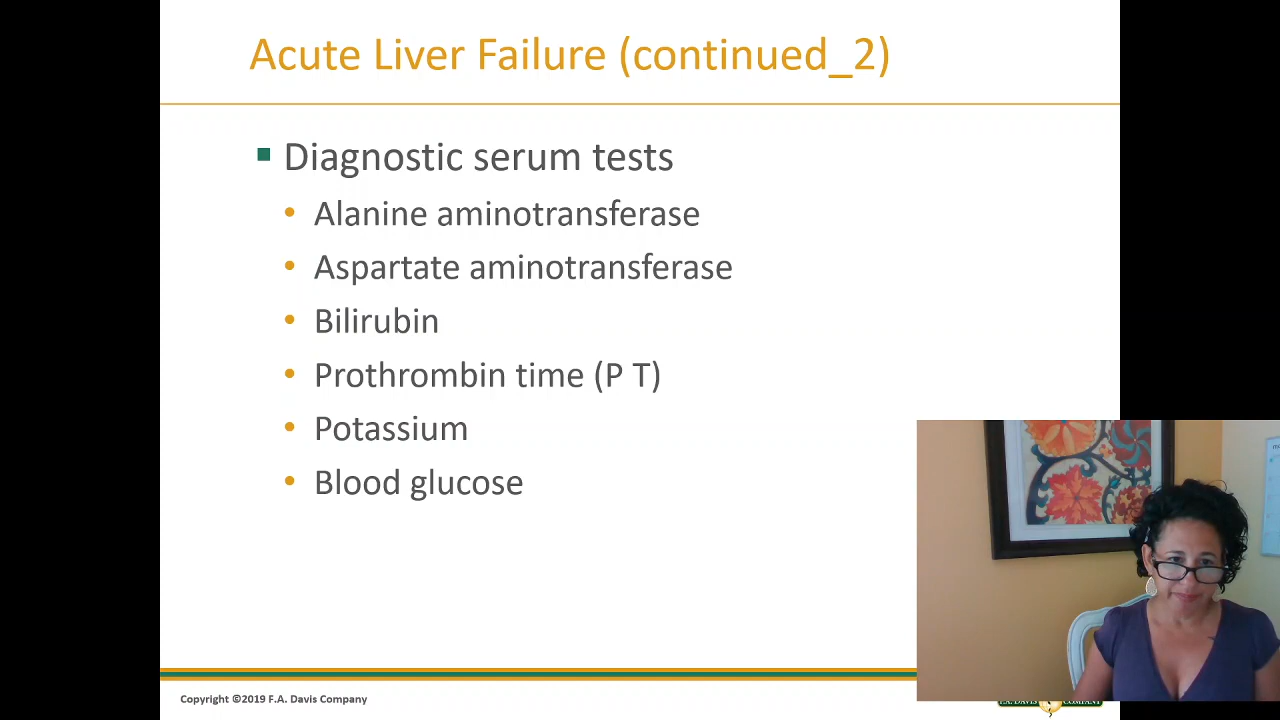 Acute Liver Failure (continued_2)
Diagnostic serum tests
Alanine aminotransferase
Aspartate aminotransferase
Bilirubin
Prothrombin time (P T)
Potassium
Blood glucose
Copyright ©2019 F.A. Davis Company